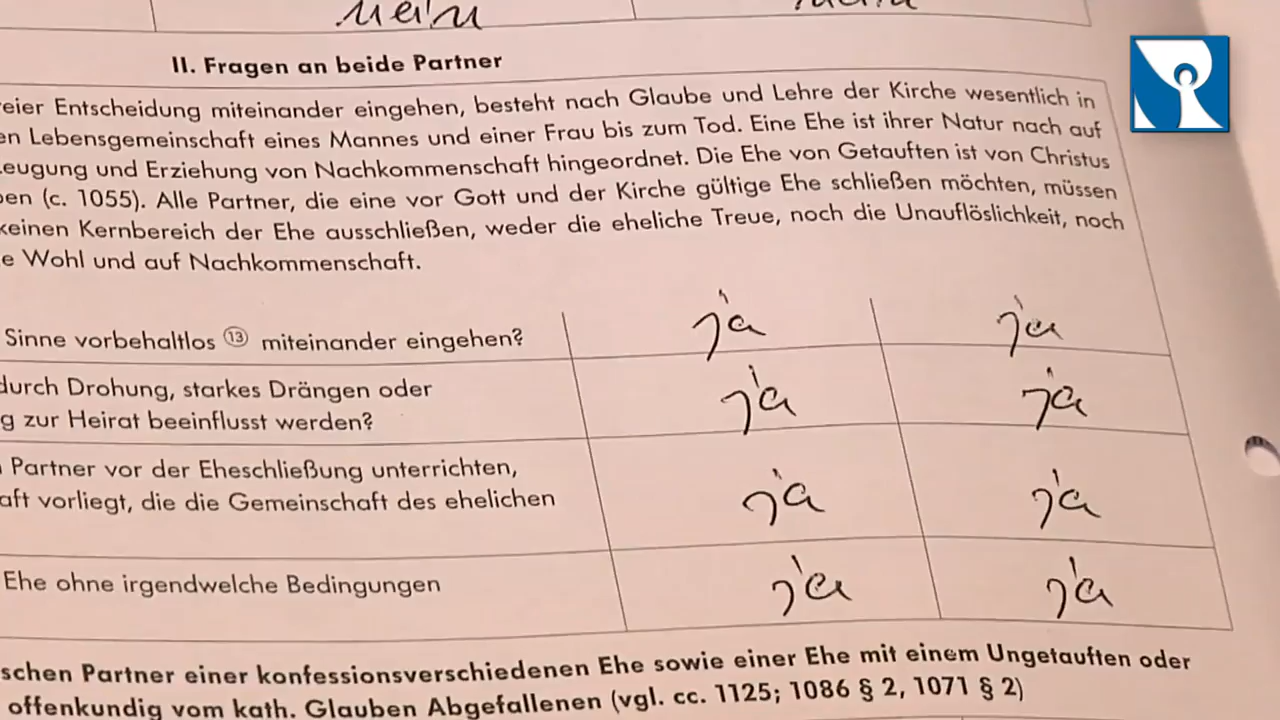 nein
II. Fragen an beide Partner
reier Entscheidung miteinander eingehen, besteht nach Glaube und Lehre der Kirche wesentlich in
en Lebensgemeinschaft eines Mannes und einer Frau bis zum Tod. Eine Ehe ist ihrer Natur nach auf
eugung und Erziehung von Nachkommenschaft hingeordnet. Die Ehe von Getauften ist von Christus
en (c. 1055). Alle Partner, die eine vor Gott und der Kirche gültige Ehe schließen möchten, müssen
keinen Kernbereich der Ehe ausschließen, weder die eheliche Treue, noch die Unauflöslichkeit, noch
e Wohl und auf Nachkommenschaft.
Sinne vorbehaltlos ⑬ miteinander eingehen? ja ja
durch Drohung, starkes Drängen oder
g zur Heirat beeinflusst werden? ja ja
Partner vor der Eheschließung unterrichten,
aft vorliegt, die die Gemeinschaft des ehelichen ja ja
Ehe ohne irgendwelche Bedingungen ja ja
schen Partner einer konfessionsverschiedenen Ehe sowie einer Ehe mit einem Ungetauften oder
offenkundig vom kath. Glauben Abgefallenen (vgl. cc. 1125; 1086 § 2, 1071 § 2)